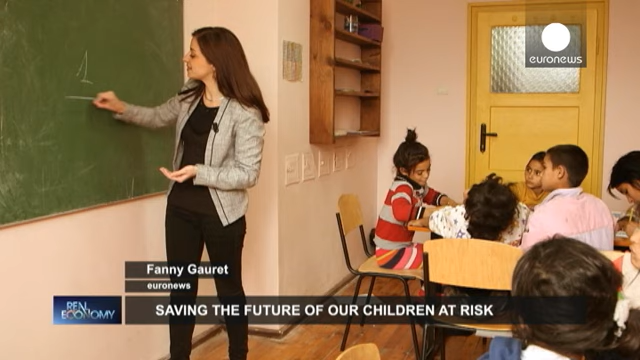 euronews
Fanny Gauret
euronews
REAL ECONOMY
SAVING THE FUTURE OF OUR CHILDREN AT RISK